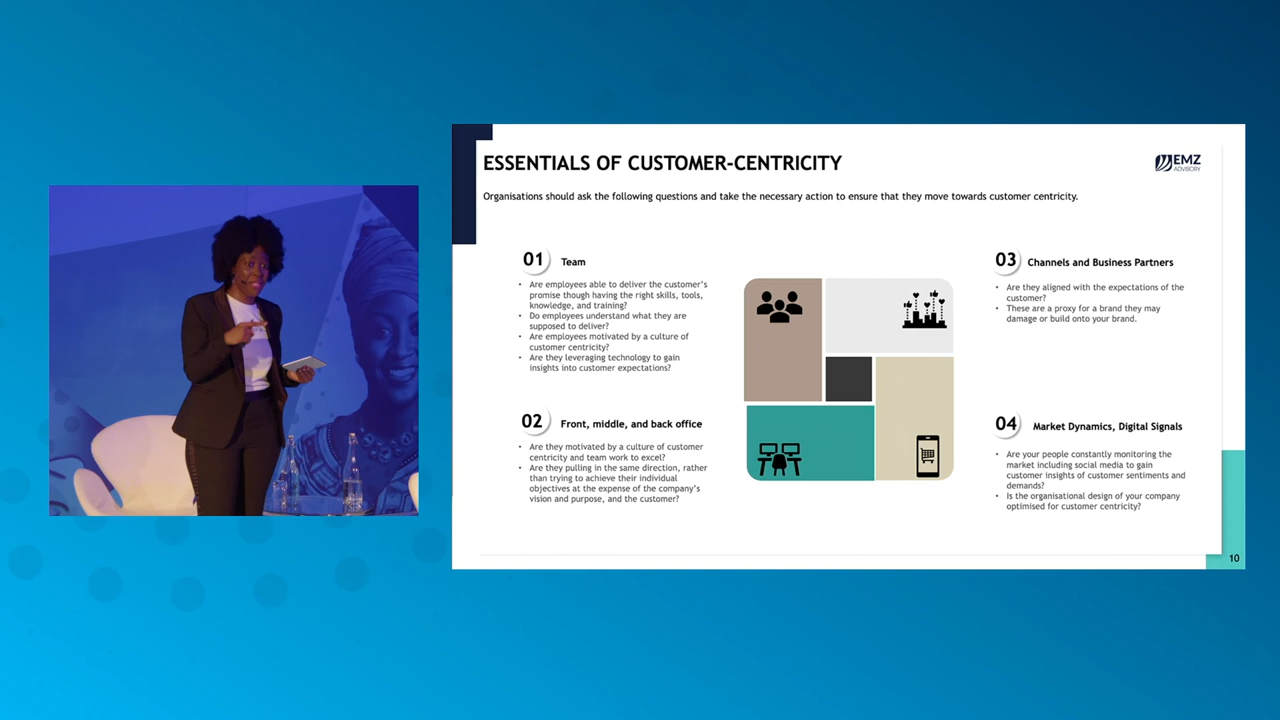 ESSENTIALS OF CUSTOMER-CENTRICITY
EMZ
ADVISORY
Organisations should ask the following questions and take the necessary action to ensure that they move towards customer centricity.
01 Team
• Are employees able to deliver the customer's
promise though having the right skills, tools,
knowledge, and training?
• Do employees understand what they are
supposed to deliver?
• Are employees motivated by a culture of
customer centricity?
• Are they leveraging technology to gain
insights into customer expectations?
02 Front, middle, and back office
• Are they motivated by a culture of customer
centricity and team work to excel?
• Are they pulling in the same direction, rather
than trying to achieve their individual
objectives at the expense of the company's
vision and purpose, and the customer?
03 Channels and Business Partners
• Are they aligned with the expectations of the
customer?
• These are a proxy for a brand they may
damage or build onto your brand.
04 Market Dynamics, Digital Signals
• Are your people constantly monitoring the
market including social media to gain
customer insights of customer sentiments and
demands?
• Is the organisational design of your company
optimised for customer centricity?
10